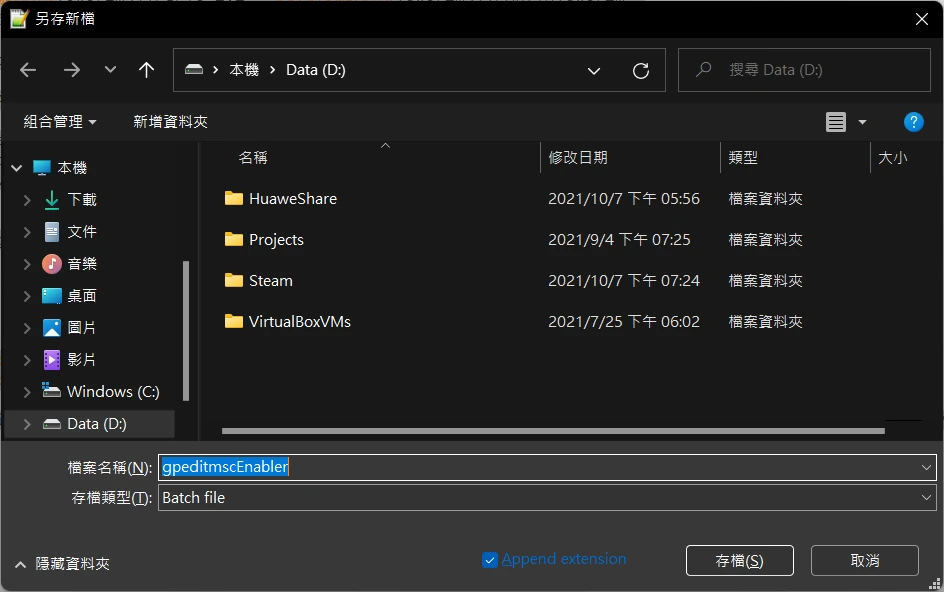 另存新檔
本機 > Data (D:)
搜尋 Data (D:)
組合管理
新增資料夾
名稱
修改日期
類型
大小
本機
下載
文件
音樂
桌面
圖片
影片
Windows (C:)
Data (D:)
HuaweShare 2021/10/7 下午 05:56 檔案資料夾
Projects 2021/9/4 下午 07:25 檔案資料夾
Steam 2021/10/7 下午 07:24 檔案資料夾
VirtualBoxVMs 2021/7/25 下午 06:02 檔案資料夾
檔案名稱(N): gpeditmscEnabler
存檔類型(T): Batch file
隱藏資料夾
Append extension
存檔(S)
取消